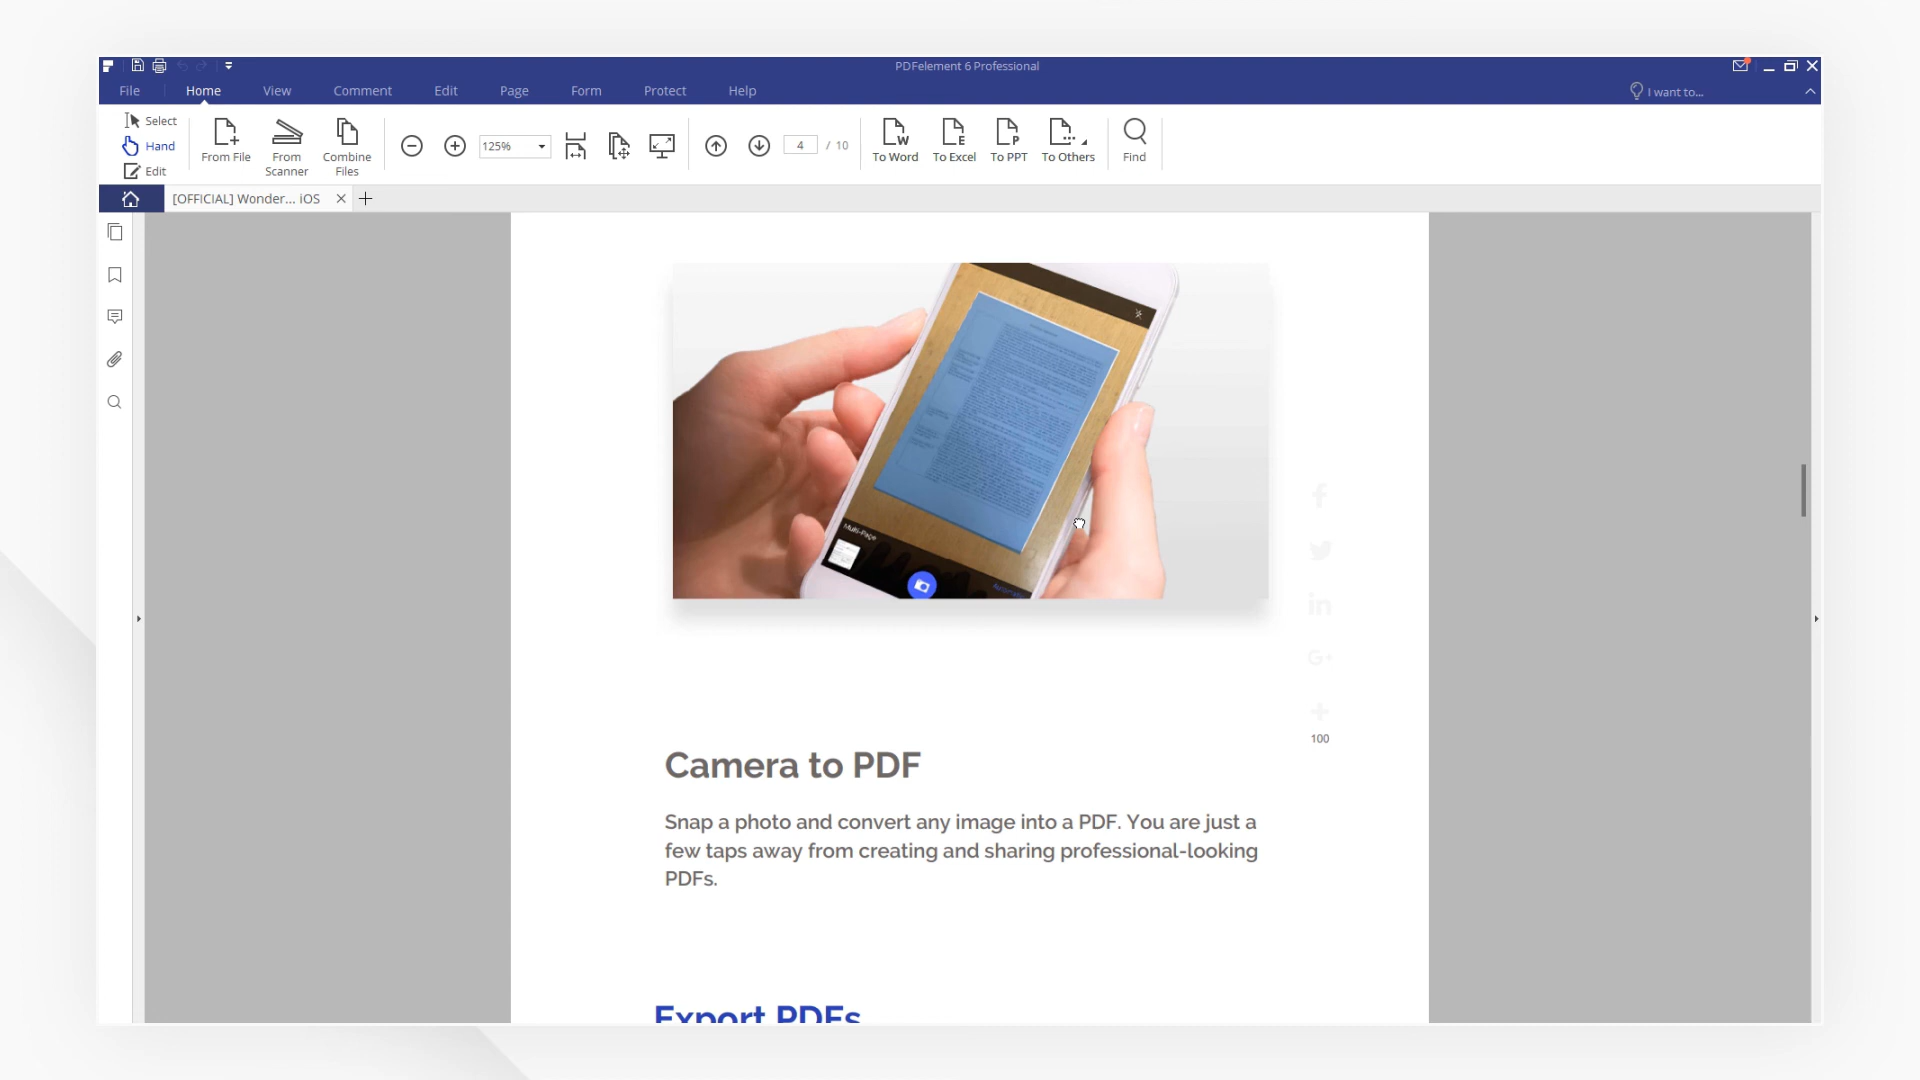 PDFelement 6 Professional
File Home View Comment Edit Page Form Protect Help I want to...
Select
Hand
Edit
From File
From
Scanner
Combine
Files
125%
4 / 10
To Word
To Excel
To PPT
To Others
Find
[OFFICIAL] Wonder... iOS
Multi-Page
100
Camera to PDF
Snap a photo and convert any image into a PDF. You are just a
few taps away from creating and sharing professional-looking
PDFs.
Export PDFs